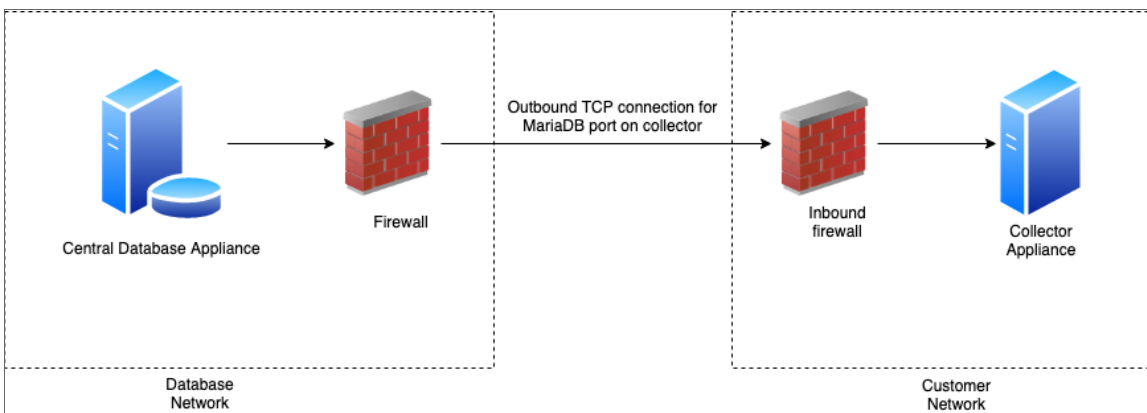 Outbound TCP connection for
MariaDB port on collector
Central Database Appliance
Firewall
Inbound
firewall
Collector
Appliance
Database
Network
Customer
Network